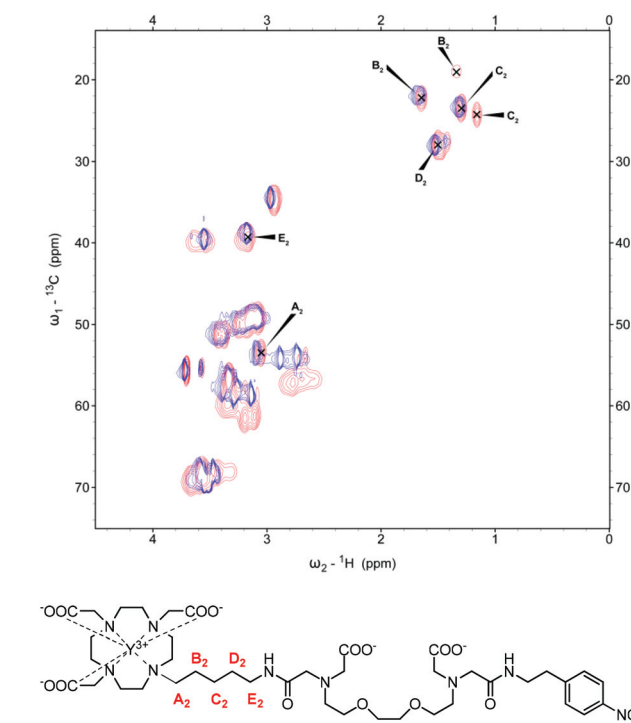 4 3 2 1 0
B₂
B₂ C₂
20 20
C₂
30 30
D₂
40 E₂ 40
ω₁ - ¹³C (ppm)
A₂
50 50
60 60
70 70
4 3 2 1 0
ω₂ - ¹H (ppm)
⁻OOC COO⁻
N N
Y³⁺
N N
⁻OOC
B₂ D₂
A₂ C₂ E₂
H
N
O
COO⁻ COO⁻
N O O N
O
H
N